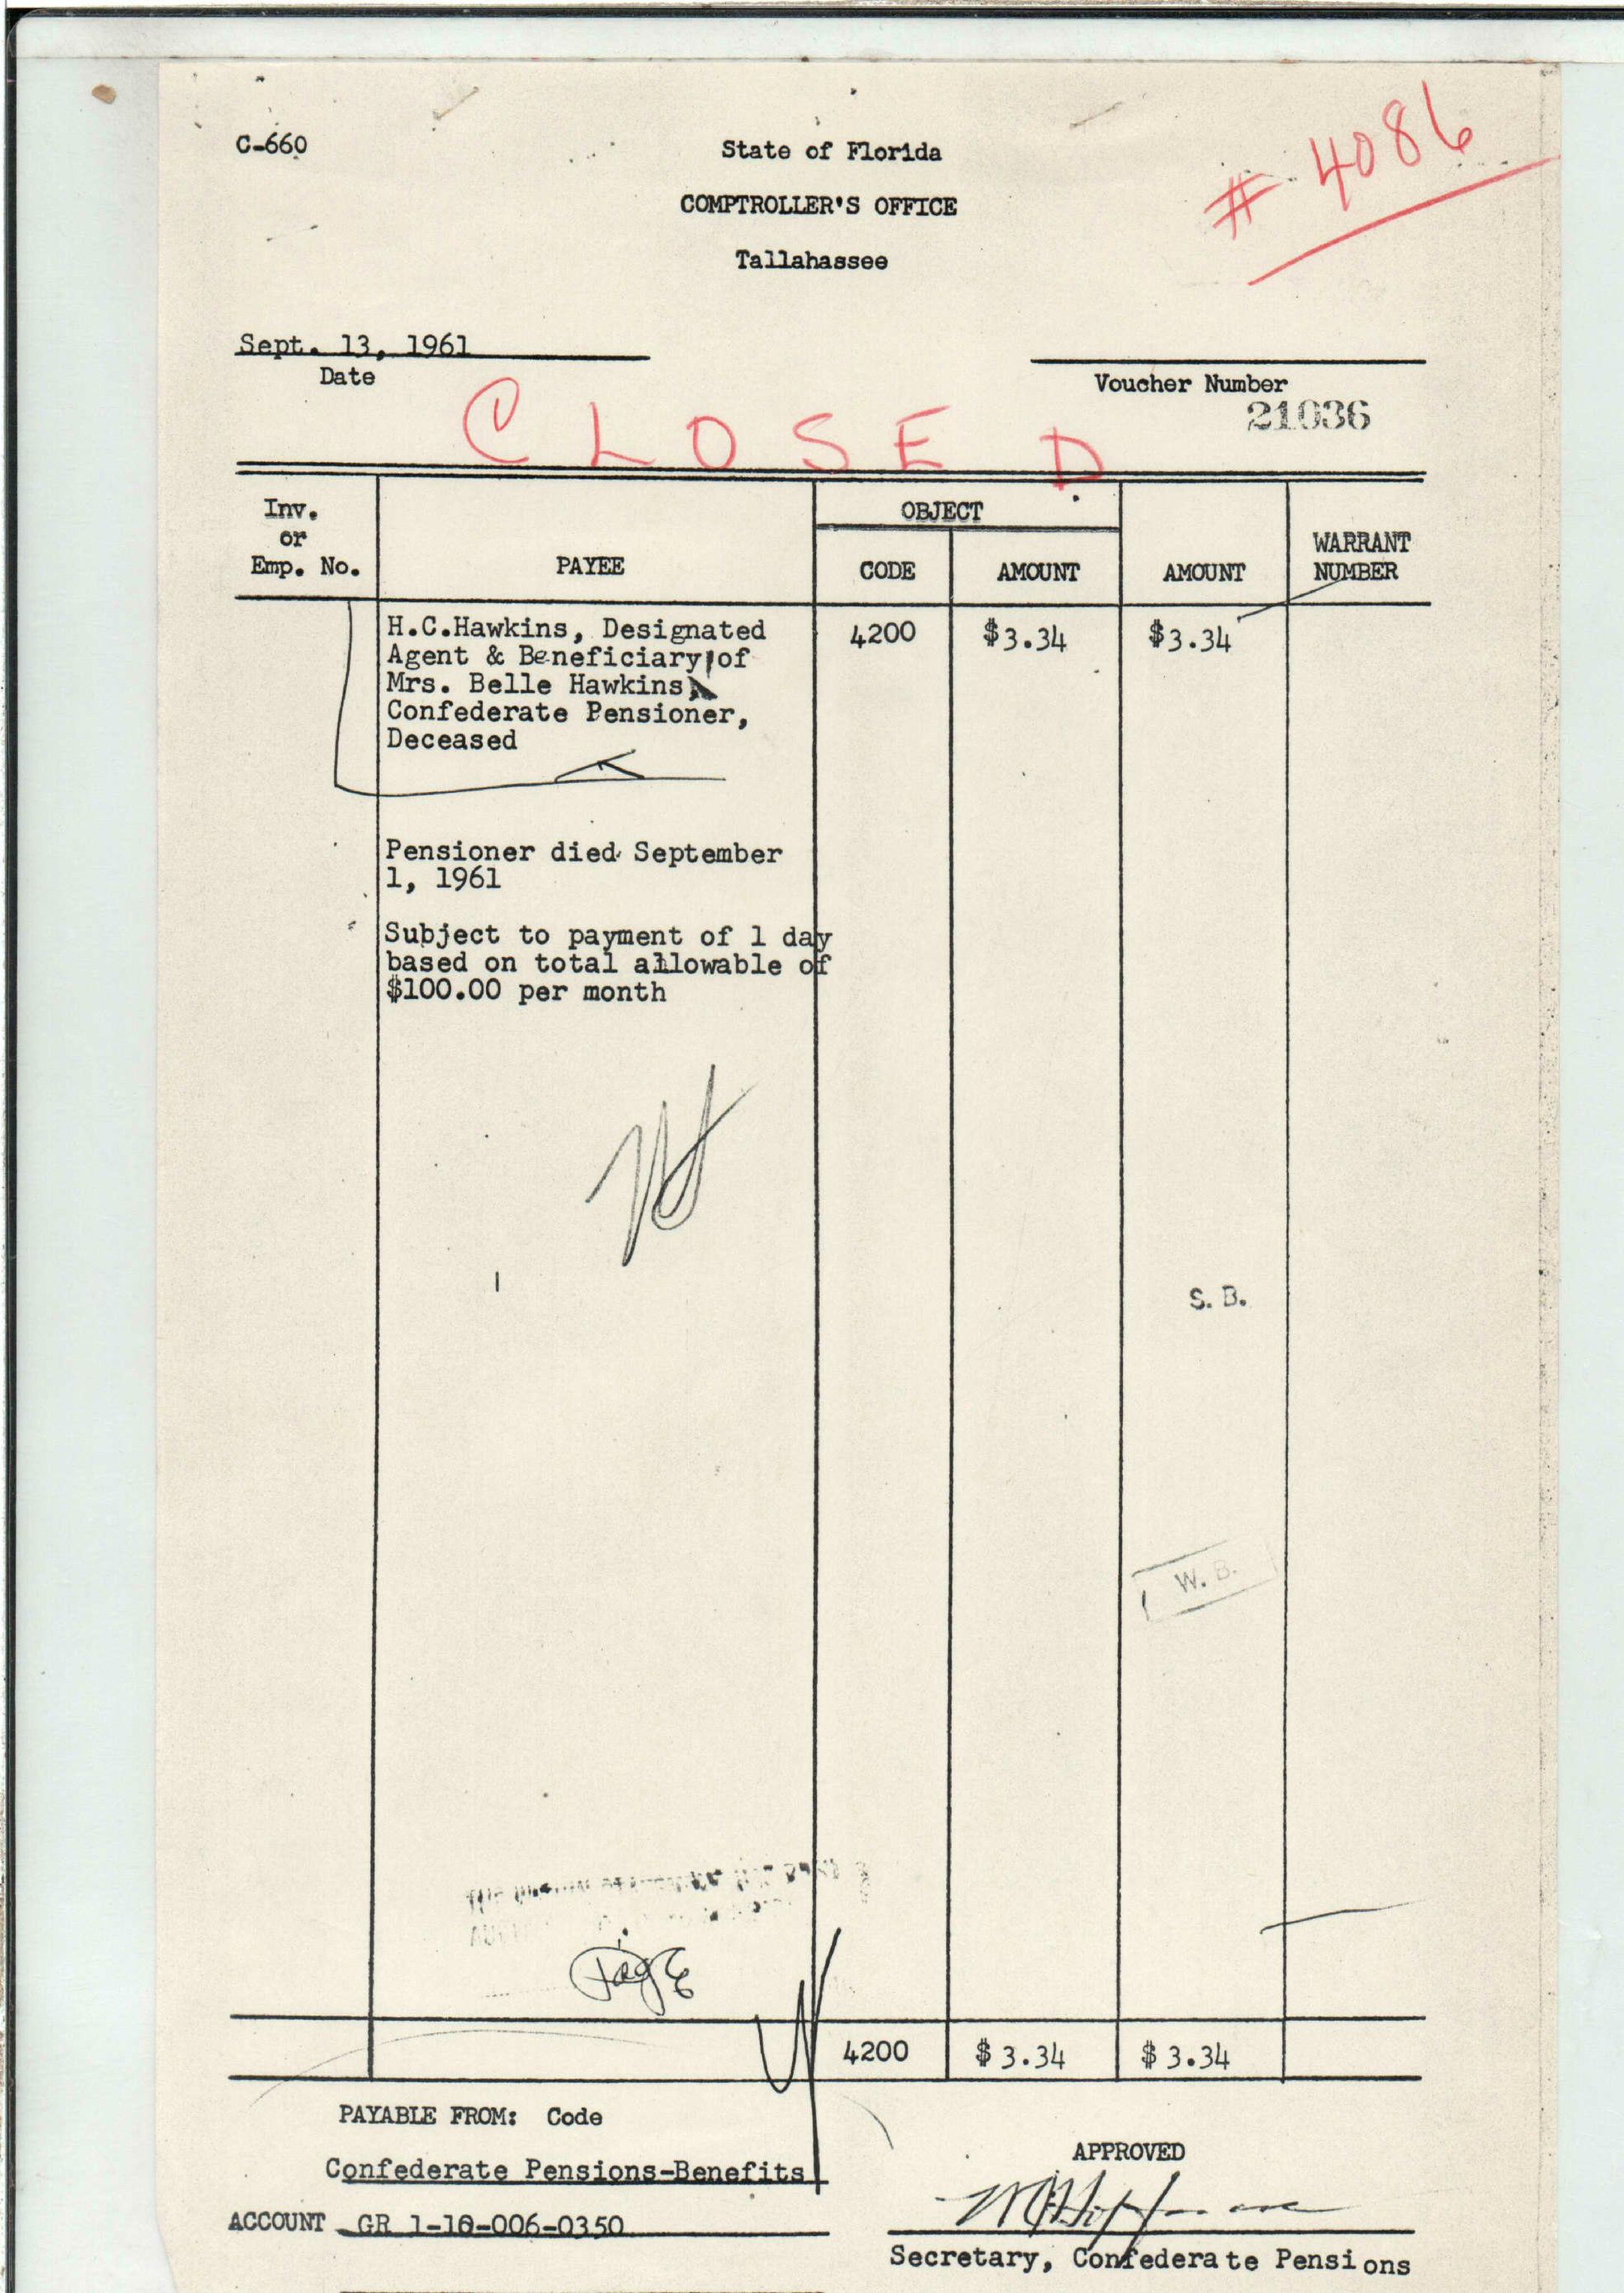 C-660
State of Florida
# 4086
COMPTROLLER'S OFFICE
Tallahassee
Sept. 13, 1961
Date
Voucher Number
21036
CLOSED
Inv.
or
Emp. No.
PAYEE
OBJECT
CODE
AMOUNT
AMOUNT
WARRANT
NUMBER
H.C.Hawkins, Designated
Agent & Beneficiary of
Mrs. Belle Hawkins,
Confederate Pensioner,
Deceased
4200
$3.34
$3.34
Pensioner died September
1, 1961
Subject to payment of 1 day
based on total allowable of
$100.00 per month
S. B.
W. B.
4200
$3.34
$3.34
PAYABLE FROM: Code
Confederate Pensions-Benefits
APPROVED
ACCOUNT GR 1-10-006-0350
Secretary, Confederate Pensions